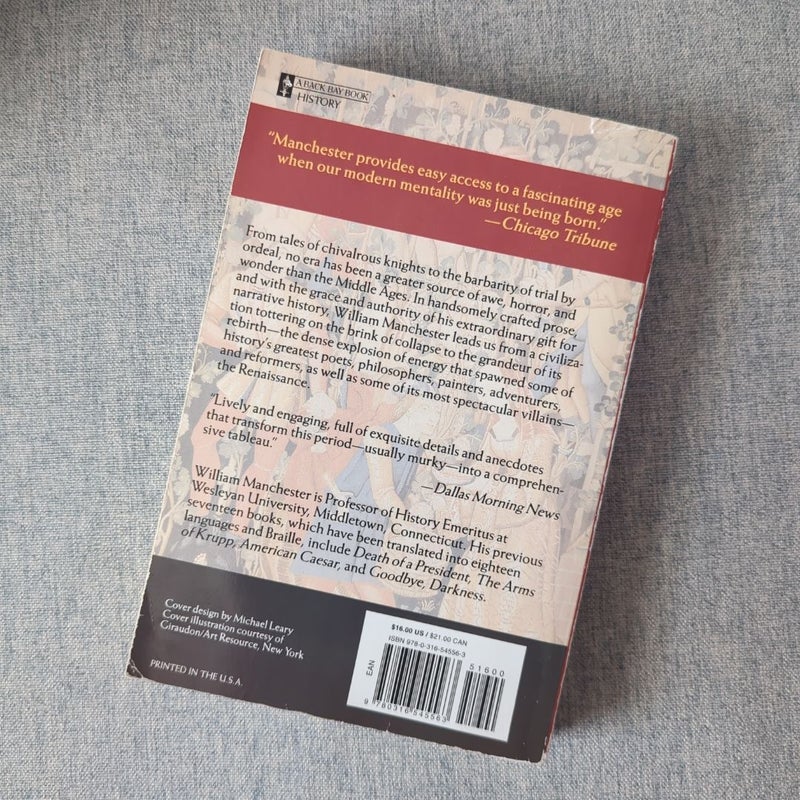 A BACK BAY BOOK
HISTORY
“Manchester provides easy access to a fascinating age
when our modern mentality was just being born.”
—Chicago Tribune
From tales of chivalrous knights to the barbarity of trial by
ordeal, no era has been a greater source of awe, horror, and
wonder than the Middle Ages. In handsomely crafted prose,
and with the grace and authority of his extraordinary gift for
narrative history, William Manchester leads us from a civiliza-
tion tottering on the brink of collapse to the grandeur of its
rebirth—the dense explosion of energy that spawned some of
history's greatest poets, philosophers, painters, adventurers,
and reformers, as well as some of its most spectacular villains—
the Renaissance.
“Lively and engaging, full of exquisite details and anecdotes
that transform this period—usually murky—into a comprehen-
sive tableau.”
—Dallas Morning News
William Manchester is Professor of History Emeritus at
Wesleyan University, Middletown, Connecticut. His previous
seventeen books, which have been translated into eighteen
languages and Braille, include Death of a President, The Arms
of Krupp, American Caesar, and Goodbye, Darkness.
Cover design by Michael Leary
Cover illustration courtesy of
Giraudon/Art Resource, New York
PRINTED IN THE U.S.A.
$16.00 US / $21.00 CAN
ISBN 978-0-316-54556-3
51600
EAN
9 780316 545563